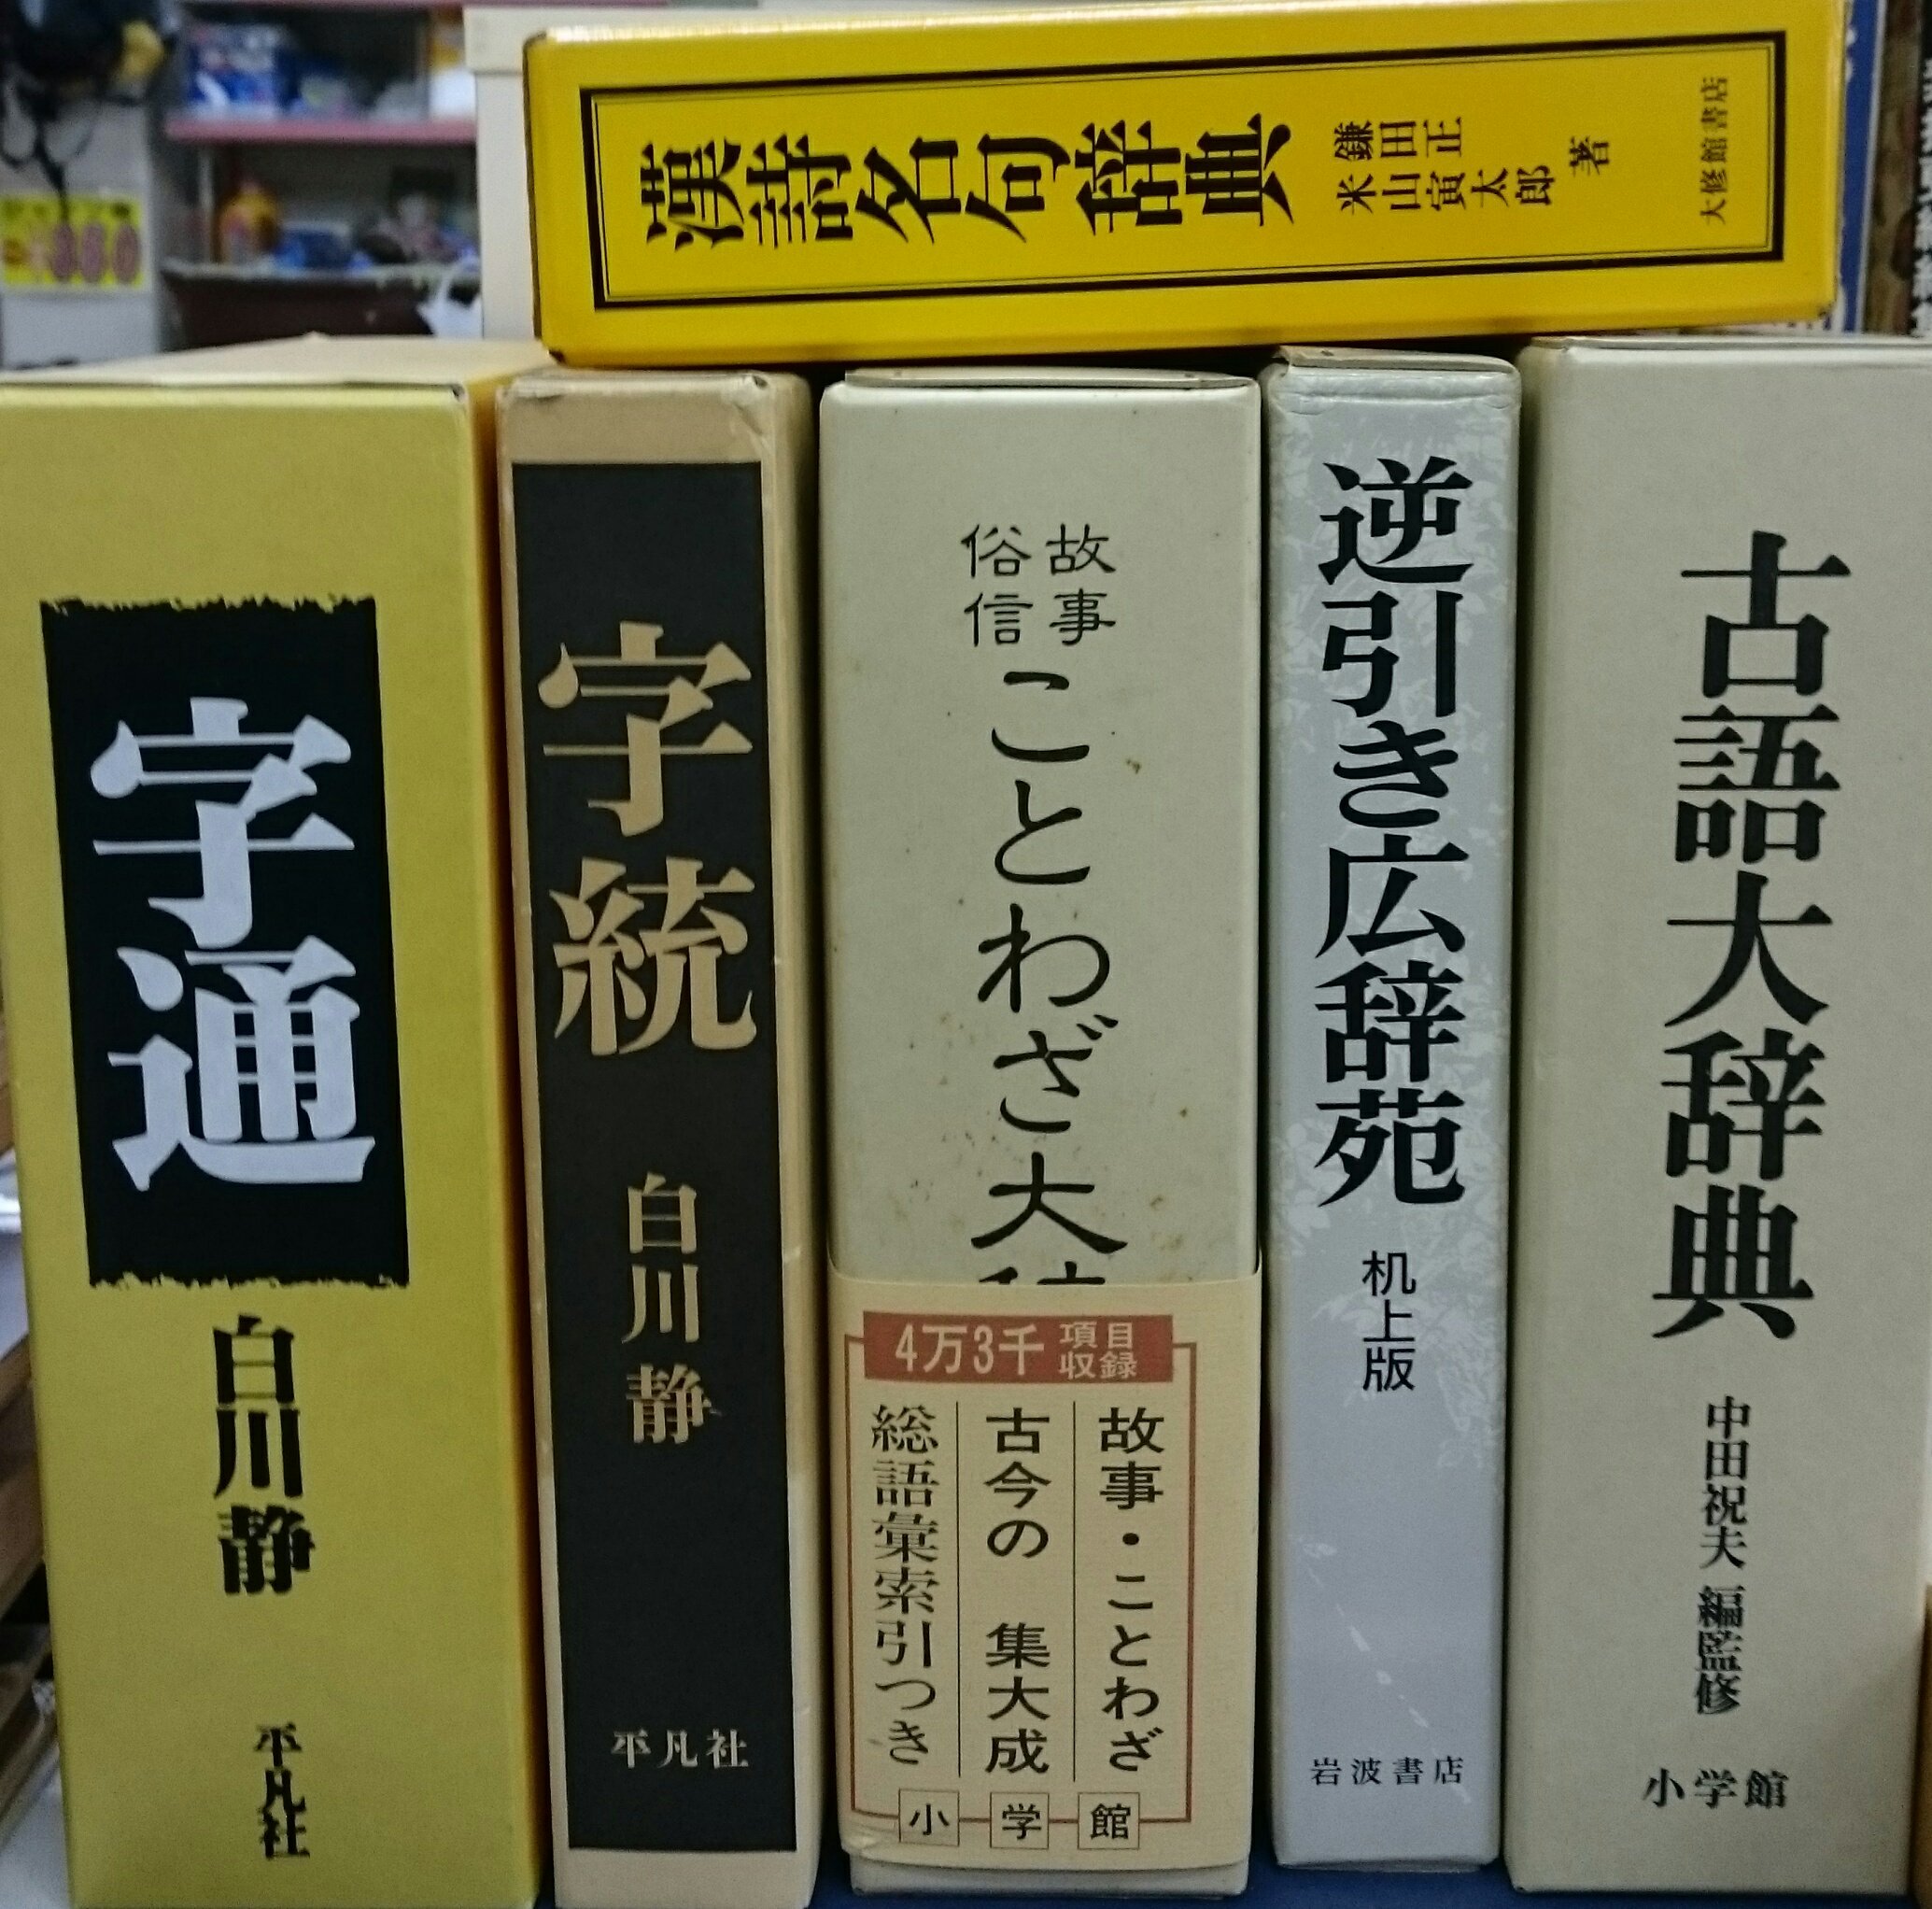 漢詩名句辞典
鎌田正
米山寅太郎
著
大修館書店
字通
白川静
平凡社
字統
白川静
平凡社
故事
俗信
ことわざ大
4万3千
項目
収録
故事・ことわざ
古今の 集大成
総語彙索引つき
小学館
逆引き広辞苑
机上版
岩波書店
古語大辞典
中田祝夫 編監修
小学館